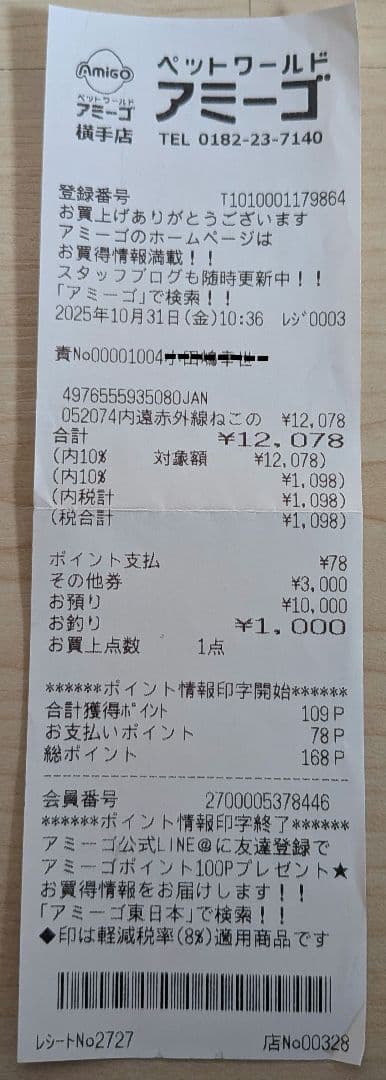 AMIGO
ペットワールド
アミーゴ
横手店
ペットワールド
アミーゴ
TEL 0182-23-7140
登録番号 T1010001179864
お買上げありがとうございます
アミーゴのホームページは
お買得情報満載!!
スタッフブログも随時更新中!!
「アミーゴ」で検索!!
2025年10月31日(金)10:36 レジ0003
責No00001004
4976555935080JAN
052074内遠赤外線ねこの ¥12,078
合計 ¥12,078
(内10% 対象額 ¥12,078)
(内10% ¥1,098)
(内税計 ¥1,098)
(税合計 ¥1,098)
ポイント支払 ¥78
その他券 ¥3,000
お預り ¥10,000
お釣り ¥1,000
お買上点数 1点
******ポイント情報印字開始******
合計獲得ポイント 109P
お支払いポイント 78P
総ポイント 168P
会員番号 2700005378446
******ポイント情報印字終了******
アミーゴ公式LINE@に友達登録で
アミーゴポイント100Pプレゼント★
お買得情報をお届けします!!
「アミーゴ東日本」で検索!!
◆印は軽減税率(8%)適用商品です
レシートNo2727 店No00328